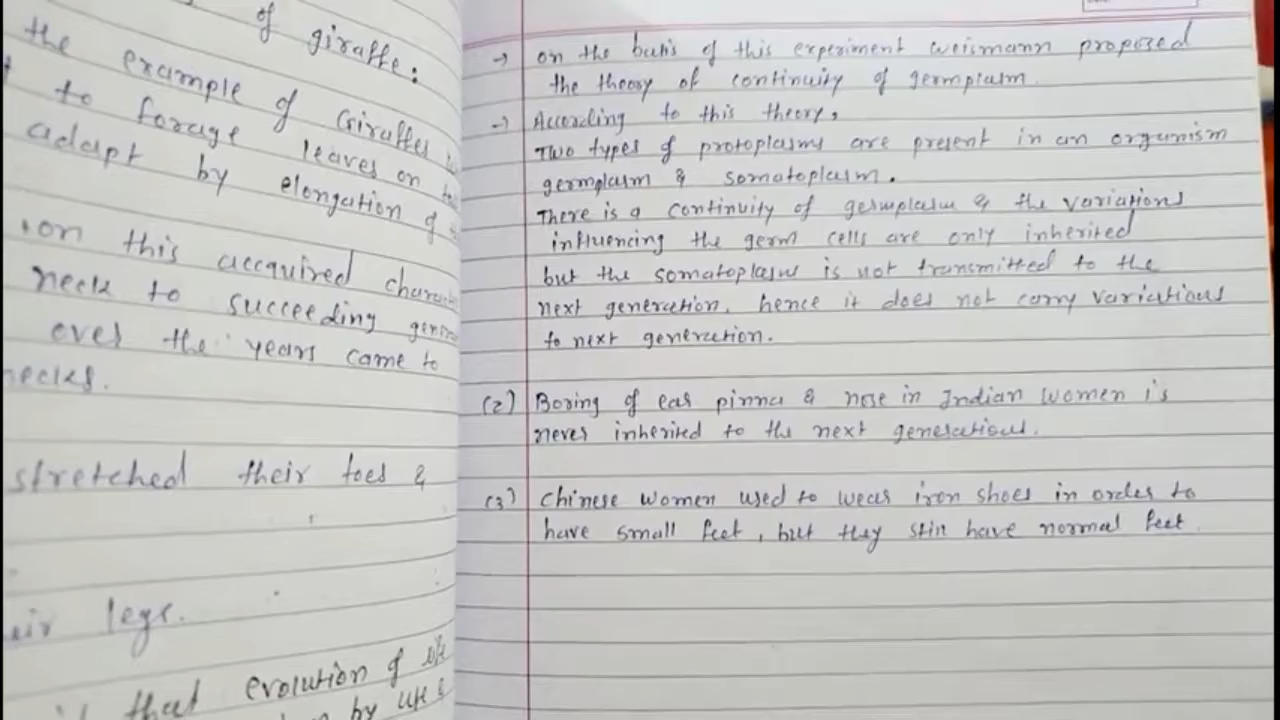 of giraffe:
the example of Giraffes
to forage leaves on
adapt by elongation of
on this accquired
neck to succeeding
over the years came to
necks.
stretched their toes &
legs.
that evolution of
by use &
→ on the basis of this experiment weismann proposed
the theory of continuity of germplasm.
→ According to this theory,
Two types of protoplasms are present in an organism
germplasm & somatoplasm.
There is a continuity of germplasm & the variations
influencing the germ cells are only inherited
but the somatoplasm is not transmitted to the
next generation. hence it does not carry variations
to next generation.
(2) Boring of ear pinna & nose in Indian women is
never inherited to the next generations.
(3) Chinese women used to wear iron shoes in order to
have small feet, but they still have normal feet.